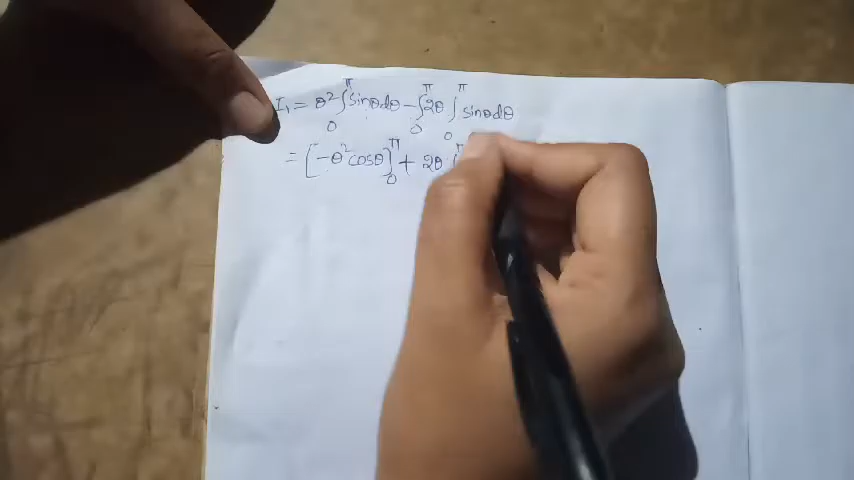 I₁ = θ² ∫₀^π sinθdθ − ∫₀^π 2θ ∫₀^π sinθdθ
= [−θ²cosθ]₀^π + 2θ ∫^π